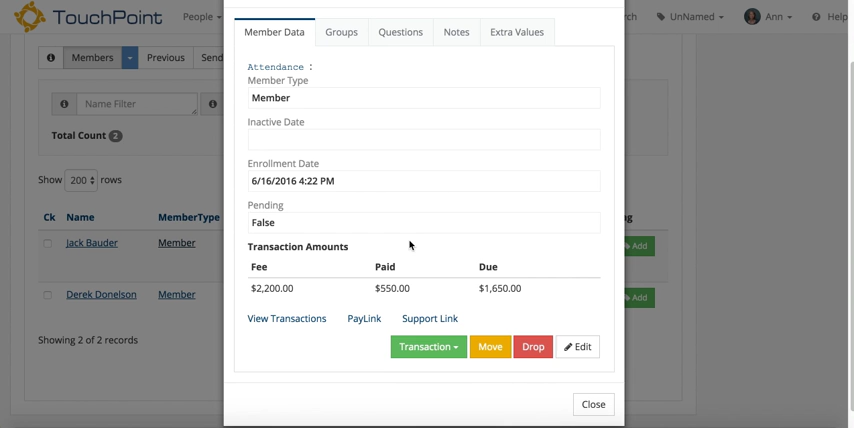 TouchPoint People rch UnNamed Ann Help
Member Data Groups Questions Notes Extra Values
Members Previous Send
Attendance :
Member Type
Member
Name Filter
Inactive Date
Total Count 2
Enrollment Date
Show 200 rows
6/16/2016 4:22 PM
Pending
Ck Name MemberType False g
Jack Bauder Member Transaction Amounts Add
Fee Paid Due
$2,200.00 $550.00 $1,650.00
Derek Donelson Member Add
View Transactions PayLink Support Link
Showing 2 of 2 records
Transaction Move Drop Edit
Close